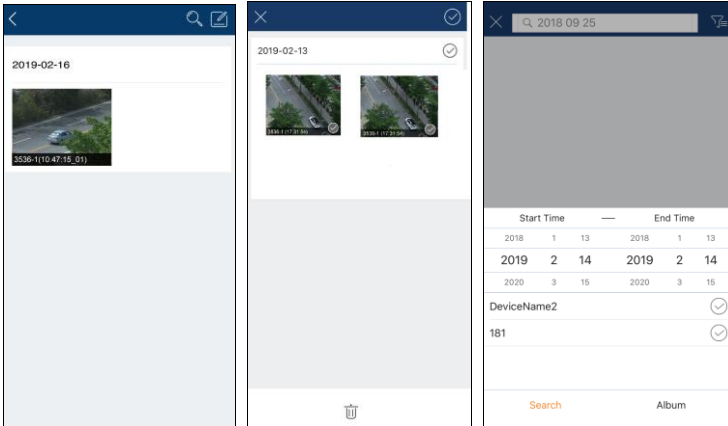 2019-02-16
3536-1(10:47:15_01)
2019-02-13
3536-1 (17:31:54)
3536-1 (17:31:54)
2018 09 25
Start Time — End Time
2018 1 13 2018 1 13
2019 2 14 2019 2 14
2020 3 15 2020 3 15
DeviceName2
181
Search Album